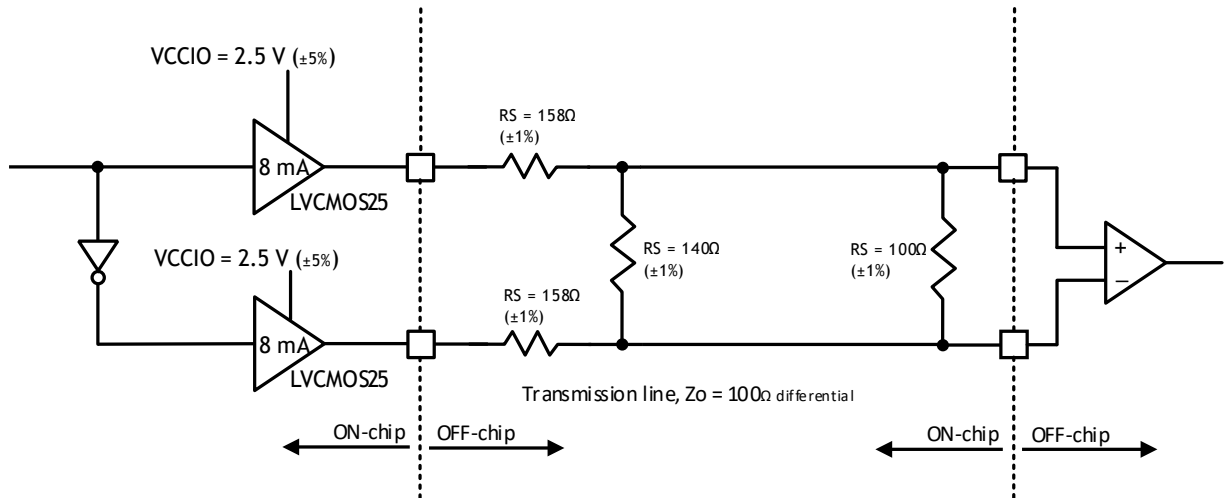 VCCIO = 2.5 V (±5%)
RS = 158Ω
(±1%)
8 mA
LVCMOS25
VCCIO = 2.5 V (±5%)
RS = 140Ω
(±1%)
RS = 100Ω
(±1%)
+
−
RS = 158Ω
(±1%)
8 mA
LVCMOS25
Transmission line, Zo = 100Ω differential
ON-chip OFF-chip
ON-chip OFF-chip